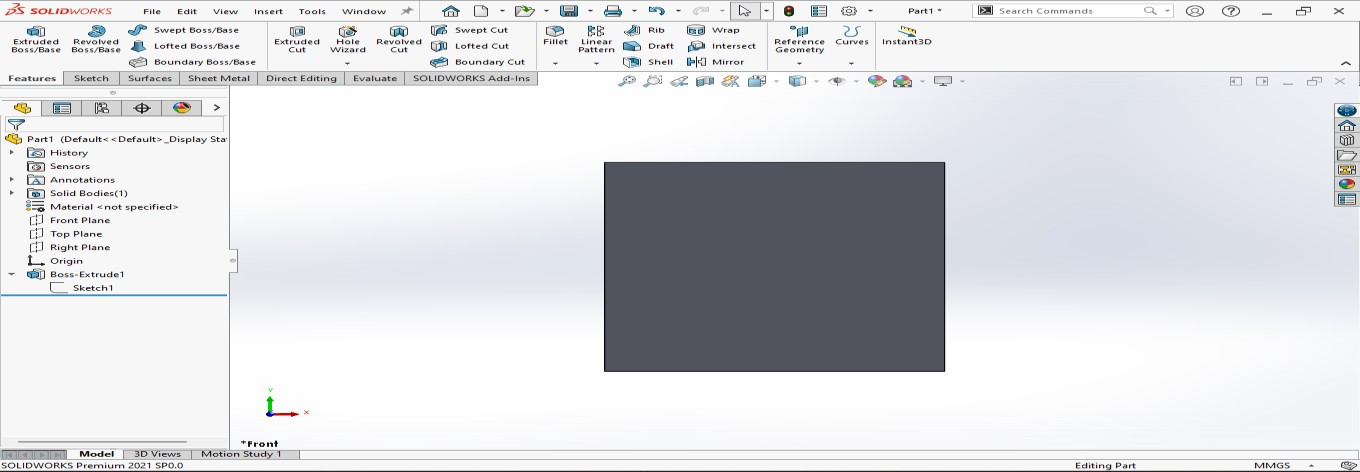 SOLIDWORKS File Edit View Insert Tools Window Part1 * Search Commands
Extruded Boss/Base
Revolved Boss/Base
Swept Boss/Base
Lofted Boss/Base
Boundary Boss/Base
Extruded Cut
Hole Wizard
Revolved Cut
Swept Cut
Lofted Cut
Boundary Cut
Fillet
Linear Pattern
Rib
Draft
Shell
Wrap
Intersect
Mirror
Reference Geometry
Curves
Instant3D
Features Sketch Surfaces Sheet Metal Direct Editing Evaluate SOLIDWORKS Add-Ins
Part1 (Default<<Default>_Display Sta
History
Sensors
Annotations
Solid Bodies(1)
Material <not specified>
Front Plane
Top Plane
Right Plane
Origin
Boss-Extrude1
Sketch1
Y
X
*Front
Model 3D Views Motion Study 1
SOLIDWORKS Premium 2021 SP0.0 Editing Part MMGS